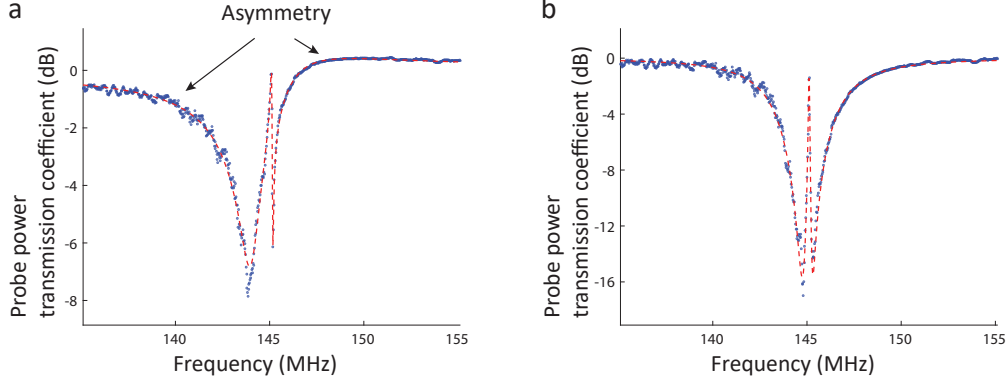 a
Asymmetry
Probe power
transmission coefficient (dB)
0
-2
-4
-6
-8
140
145
150
155
Frequency (MHz)
b
Probe power
transmission coefficient (dB)
0
-4
-8
-12
-16
140
145
150
155
Frequency (MHz)